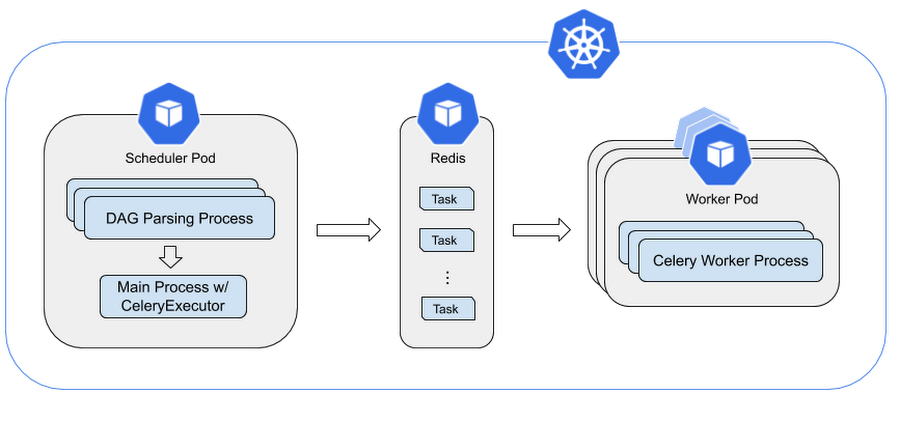 Scheduler Pod
DAG Parsing Process
Main Process w/
CeleryExecutor
Redis
Task
Task
⋮
Task
Worker Pod
Celery Worker Process